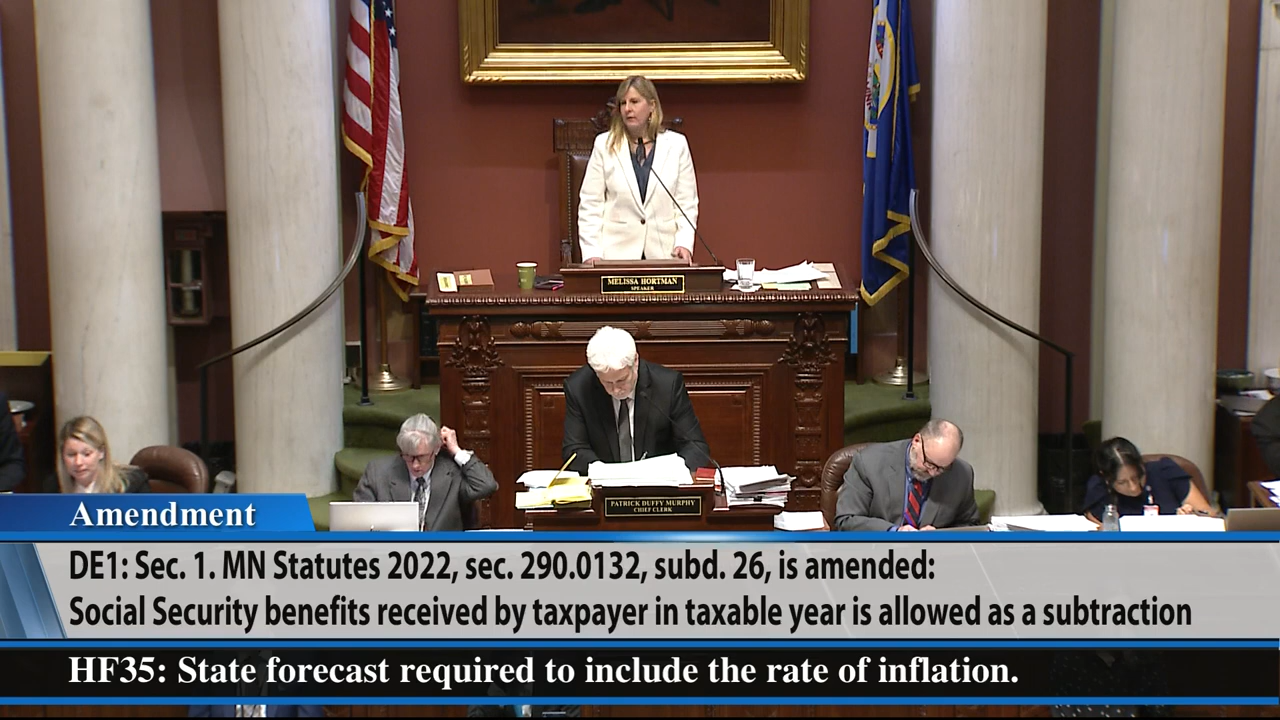 MELISSA HORTMAN
SPEAKER
PATRICK DUFFY MURPHY
CHIEF CLERK
Amendment
DE1: Sec. 1. MN Statutes 2022, sec. 290.0132, subd. 26, is amended:
Social Security benefits received by taxpayer in taxable year is allowed as a subtraction
HF35: State forecast required to include the rate of inflation.